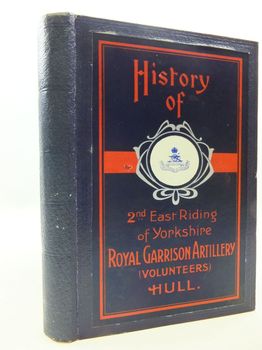 History
of
2nd East Riding
of Yorkshire
ROYAL GARRISON ARTILLERY
(VOLUNTEERS)
HULL.